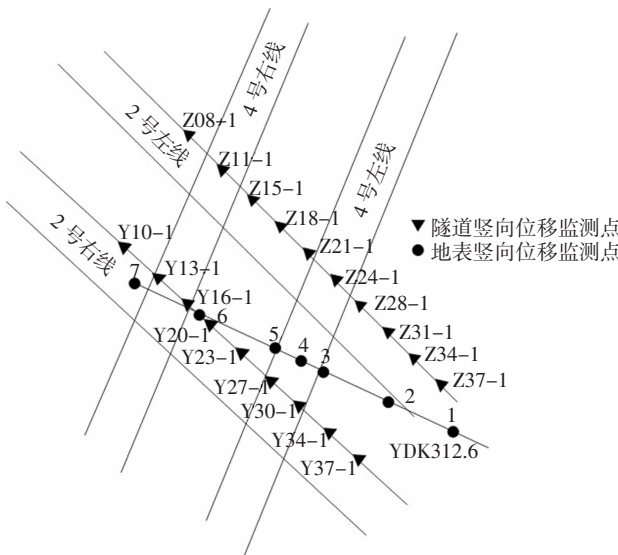 4 号右线
Z08-1
2 号左线
Z11-1
Z15-1
4 号左线
Z18-1
Y10-1
2 号右线
Z21-1
隧道竖向位移监测点
地表竖向位移监测点
Y13-1
7
Z24-1
Y16-1
6
Z28-1
Y20-1
Z31-1
5
4
3
Y23-1
Z34-1
Z37-1
Y27-1
2
Y30-1
1
YDK312.6
Y34-1
Y37-1